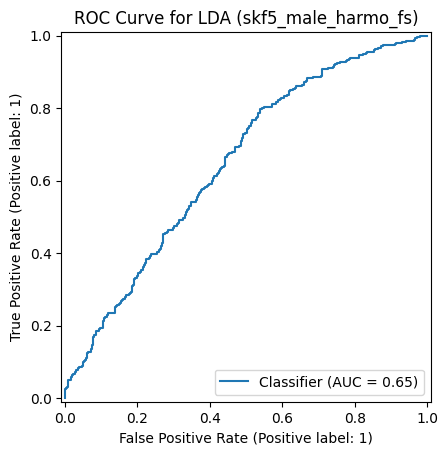 ROC Curve for LDA (skf5_male_harmo_fs)
True Positive Rate (Positive label: 1)
1.0
0.8
0.6
0.4
0.2
0.0
Classifier (AUC = 0.65)
0.0 0.2 0.4 0.6 0.8 1.0
False Positive Rate (Positive label: 1)